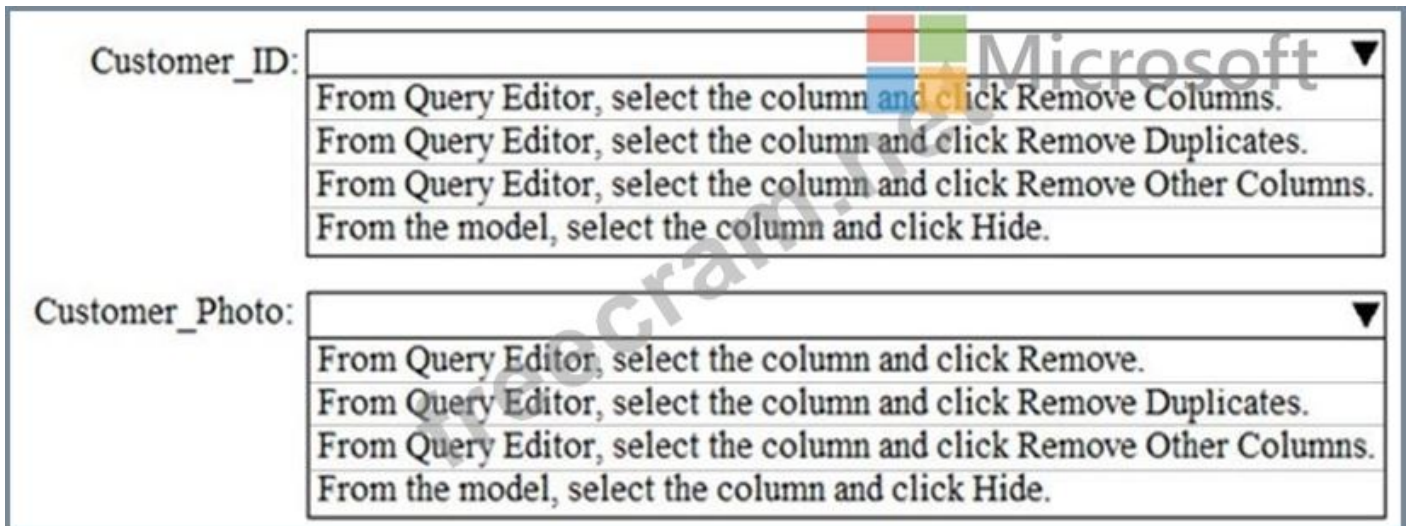 Microsoft
Customer_ID:
From Query Editor, select the column and click Remove Columns.
From Query Editor, select the column and click Remove Duplicates.
From Query Editor, select the column and click Remove Other Columns.
From the model, select the column and click Hide.
Customer_Photo:
From Query Editor, select the column and click Remove.
From Query Editor, select the column and click Remove Duplicates.
From Query Editor, select the column and click Remove Other Columns.
From the model, select the column and click Hide.
freecram.net